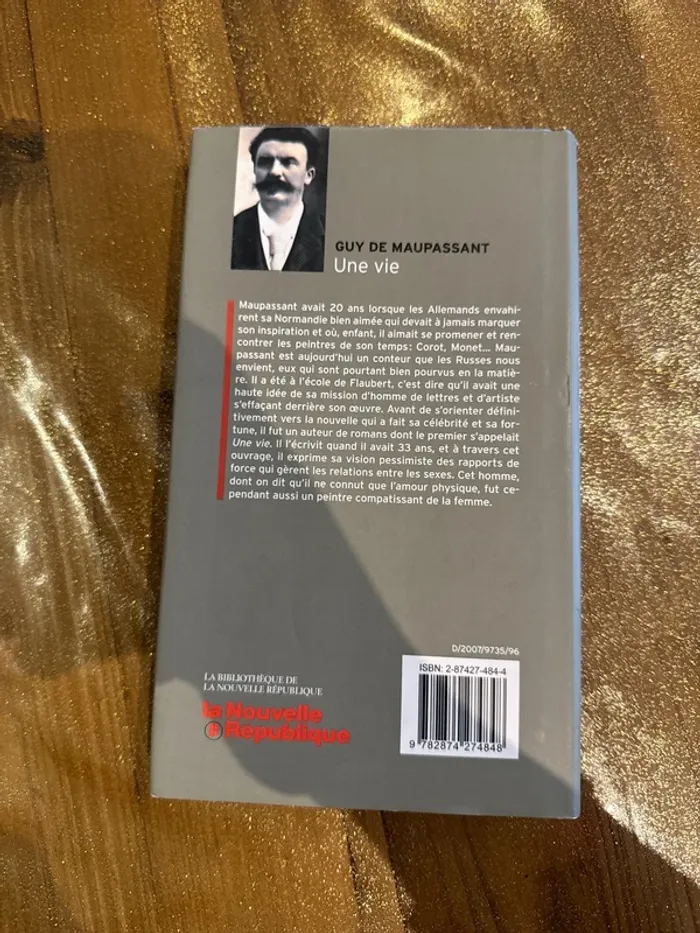 GUY DE MAUPASSANT
Une vie
Maupassant avait 20 ans lorsque les Allemands envahi-
rent sa Normandie bien aimée qui devait à jamais marquer
son inspiration et où, enfant, il aimait se promener et ren-
contrer les peintres de son temps : Corot, Monet... Mau-
passant est aujourd'hui un conteur que les Russes nous
envient, eux qui sont pourtant bien pourvus en la matiè-
re. Il a été à l'école de Flaubert, c'est dire qu'il avait une
haute idée de sa mission d'homme de lettres et d'artiste
s'effaçant derrière son œuvre. Avant de s'orienter défini-
tivement vers la nouvelle qui a fait sa célébrité et sa for-
tune, il fut un auteur de romans dont le premier s'appelait
Une vie. Il l'écrivit quand il avait 33 ans, et à travers cet
ouvrage, il exprime sa vision pessimiste des rapports de
force qui gèrent les relations entre les sexes. Cet homme,
dont on dit qu'il ne connut que l'amour physique, fut ce-
pendant aussi un peintre compatissant de la femme.
D/2007/9735/96
ISBN: 2-87427-484-4
9 782874 274848
LA BIBLIOTHÈQUE DE
LA NOUVELLE RÉPUBLIQUE
la Nouvelle
République